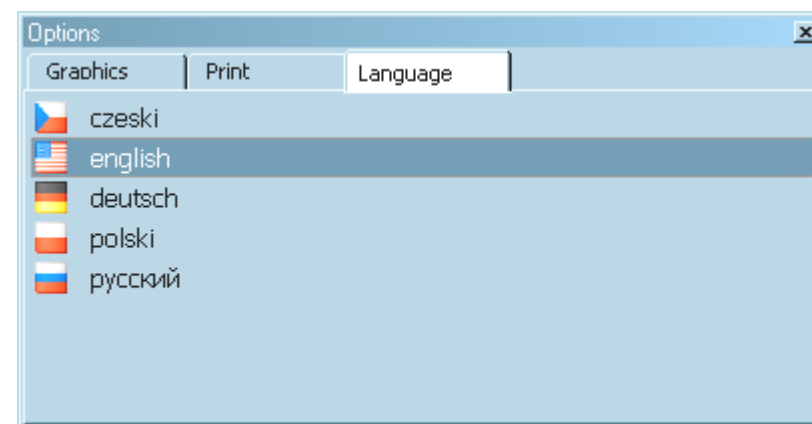 Options
Graphics Print Language
czeski
english
deutsch
polski
русский